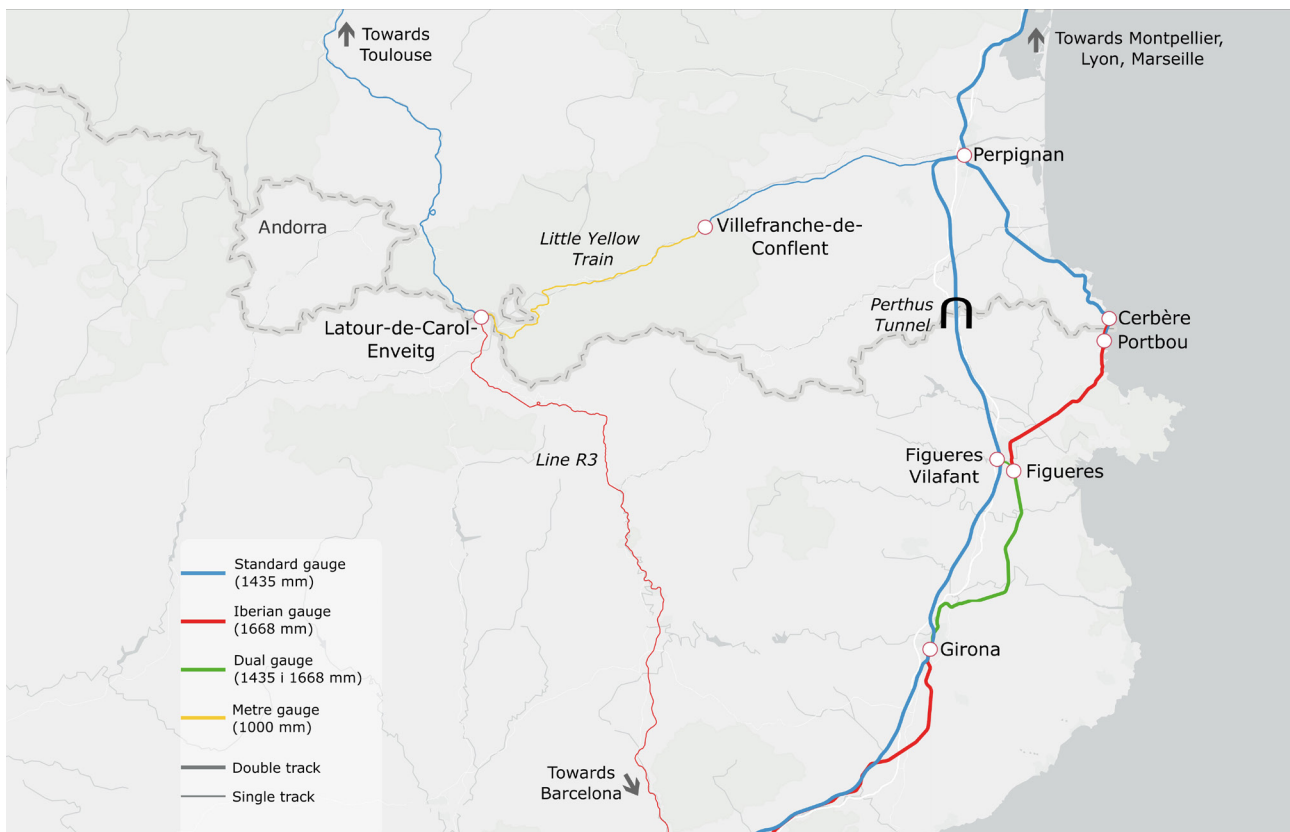 Towards
Toulouse
Towards Montpellier,
Lyon, Marseille
Perpignan
Andorra
Villefranche-de-
Conflent
Little Yellow
Train
Perthus
Tunnel
Latour-de-Carol-
Enveitg
Cerbère
Portbou
Line R3
Figueres
Vilafant
Figueres
Standard gauge
(1435 mm)
Iberian gauge
(1668 mm)
Dual gauge
(1435 i 1668 mm)
Metre gauge
(1000 mm)
Double track
Single track
Girona
Towards
Barcelona